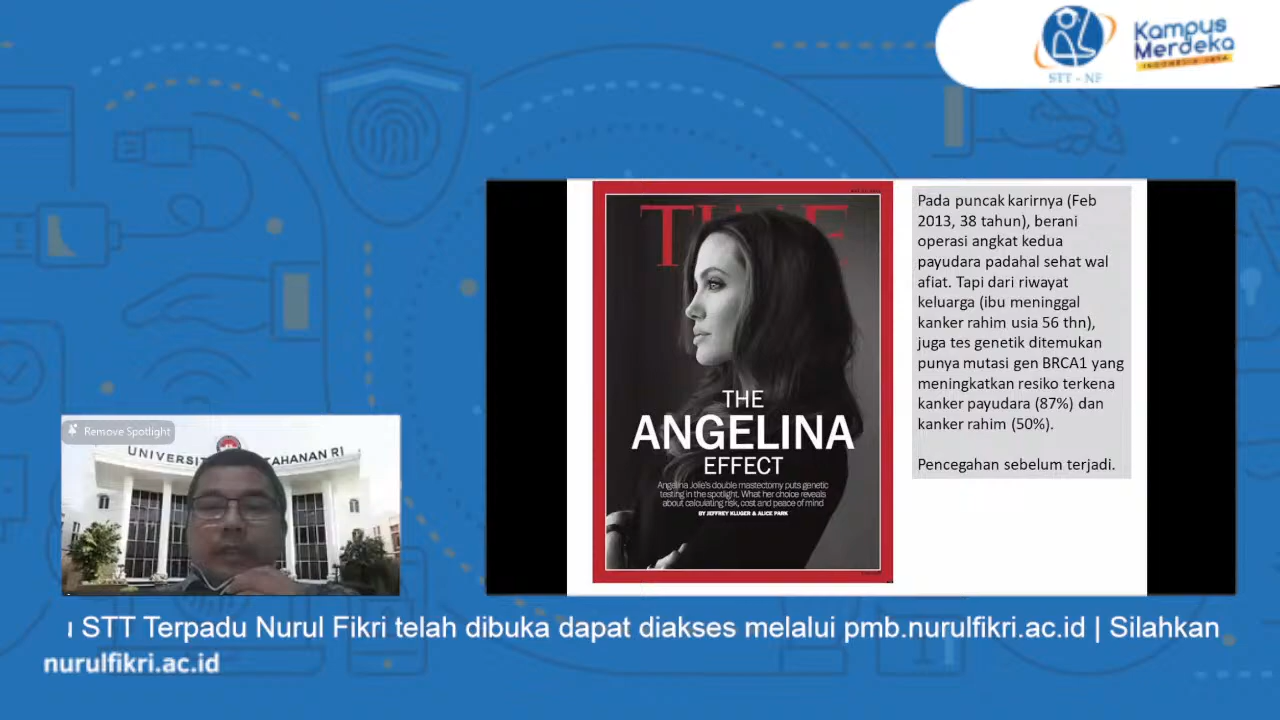 STT - NF
Kampus
Merdeka
INDONESIA JAYA
TIME
THE
ANGELINA
EFFECT
Angelina Jolie's double mastectomy puts genetic
testing in the spotlight. What her choice reveals
about calculating risk, cost and peace of mind
BY JEFFREY KLUGER & ALICE PARK
Pada puncak karirnya (Feb
2013, 38 tahun), berani
operasi angkat kedua
payudara padahal sehat wal
afiat. Tapi dari riwayat
keluarga (ibu meninggal
kanker rahim usia 56 thn),
juga tes genetik ditemukan
punya mutasi gen BRCA1 yang
meningkatkan resiko terkena
kanker payudara (87%) dan
kanker rahim (50%).
Pencegahan sebelum terjadi.
Remove Spotlight
UNIVERSIT TAHANAN RI
u STT Terpadu Nurul Fikri telah dibuka dapat diakses melalui pmb.nurulfikri.ac.id | Silahkan
nurulfikri.ac.id